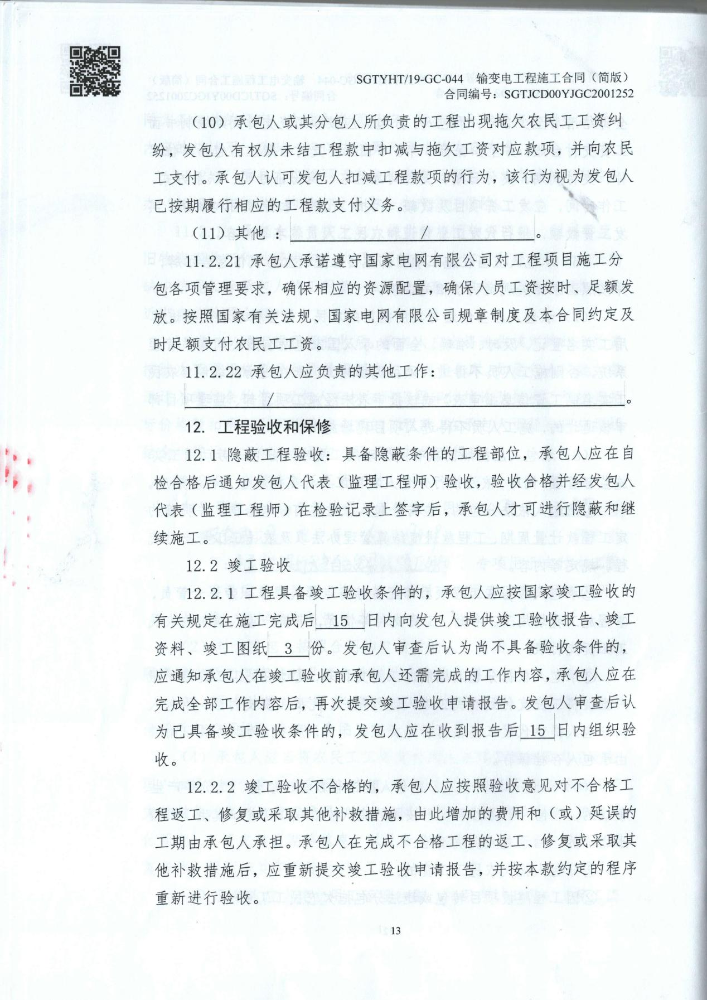 SGTYHT/19-GC-044 输变电工程施工合同（简版）
合同编号：SGTJCD00YJGC2001252
10）承包人或其分包人所负责的工程出现拖欠农民工工资纠
纷，发包人有权从未结工程款中扣减与拖欠工资对应款项，并向农民
工支付。承包人认可发包人扣减工程款项的行为，该行为视为发包人
已按期履行相应的工程款支付义务。
（11）其他：/。
11.2.21 承包人承诺遵守国家电网有限公司对工程项目施工分
包各项管理要求，确保相应的资源配置，确保人员工资按时、足额发
放。按照国家有关法规、国家电网有限公司规章制度及本合同约定及
时足额支付农民工工资。
11.2.22 承包人应负责的其他工作：
/。
12. 工程验收和保修
12.1 隐蔽工程验收：具备隐蔽条件的工程部位，承包人应在自
检合格后通知发包人代表（监理工程师）验收，验收合格并经发包人
代表（监理工程师）在检验记录上签字后，承包人才可进行隐蔽和继
续施工。
12.2 竣工验收
12.2.1 工程具备竣工验收条件的，承包人应按国家竣工验收的
有关规定在施工完成后 15 日内向发包人提供竣工验收报告、竣工
资料、竣工图纸 3 份。发包人审查后认为尚不具备验收条件的，
应通知承包人在竣工验收前承包人还需完成的工作内容，承包人应在
完成全部工作内容后，再次提交竣工验收申请报告。发包人审查后认
为已具备竣工验收条件的，发包人应在收到报告后 15 日内组织验
收。
12.2.2 竣工验收不合格的，承包人应按照验收意见对不合格工
程返工、修复或采取其他补救措施，由此增加的费用和（或）延误的
工期由承包人承担。承包人在完成不合格工程的返工、修复或采取其
他补救措施后，应重新提交竣工验收申请报告，并按本款约定的程序
重新进行验收。
13